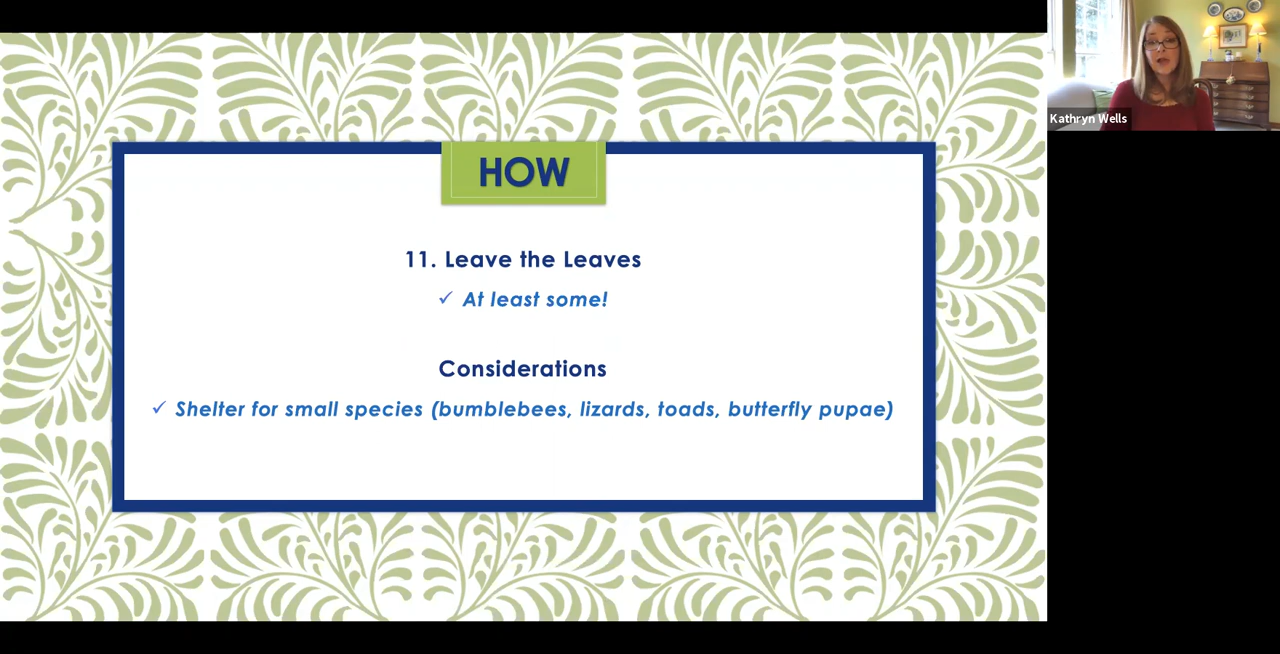 HOW
11. Leave the Leaves
✓ At least some!
Considerations
✓ Shelter for small species (bumblebees, lizards, toads, butterfly pupae)
Kathryn Wells